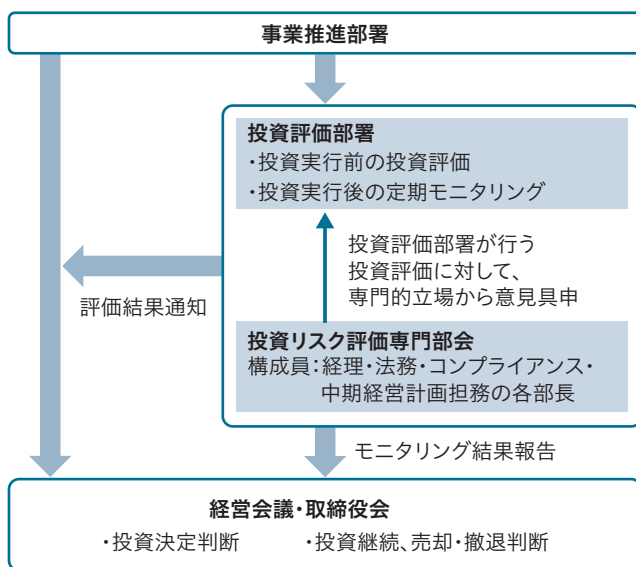 事業推進部署
投資評価部署
・投資実行前の投資評価
・投資実行後の定期モニタリング
投資評価部署が行う
投資評価に対して、
専門的立場から意見具申
評価結果通知
投資リスク評価専門部会
構成員：経理・法務・コンプライアンス・
中期経営計画担務の各部長
モニタリング結果報告
経営会議・取締役会
・投資決定判断　・投資継続、売却・撤退判断